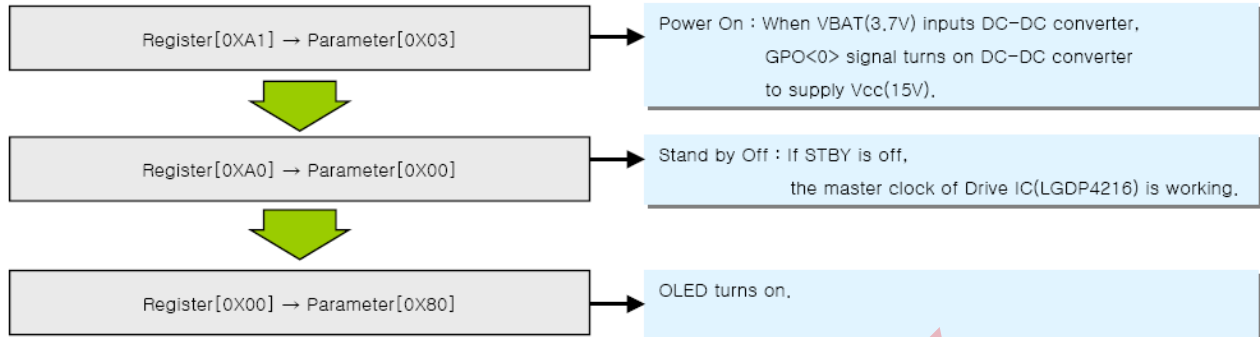 Register[0XA1] → Parameter[0X03]
Power On : When VBAT(3.7V) inputs DC-DC converter,
GPO<0> signal turns on DC-DC converter
to supply Vcc(15V).
Register[0XA0] → Parameter[0X00]
Stand by Off : If STBY is off,
the master clock of Drive IC(LGDP4216) is working.
Register[0X00] → Parameter[0X80]
OLED turns on.